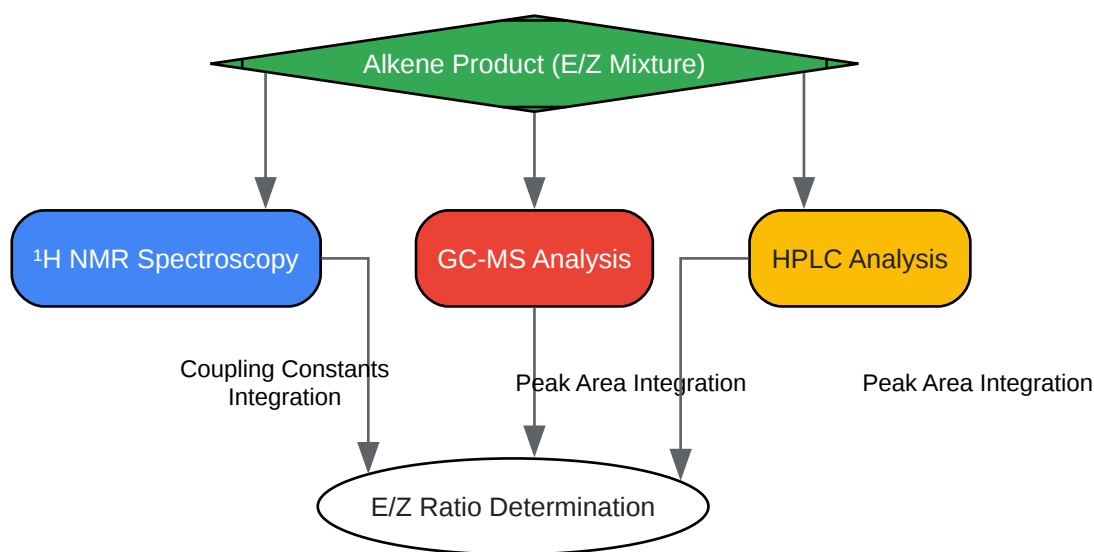 Alkene Product (E/Z Mixture)
¹H NMR Spectroscopy
GC-MS Analysis
HPLC Analysis
Coupling Constants
Integration
Peak Area Integration
Peak Area Integration
E/Z Ratio Determination